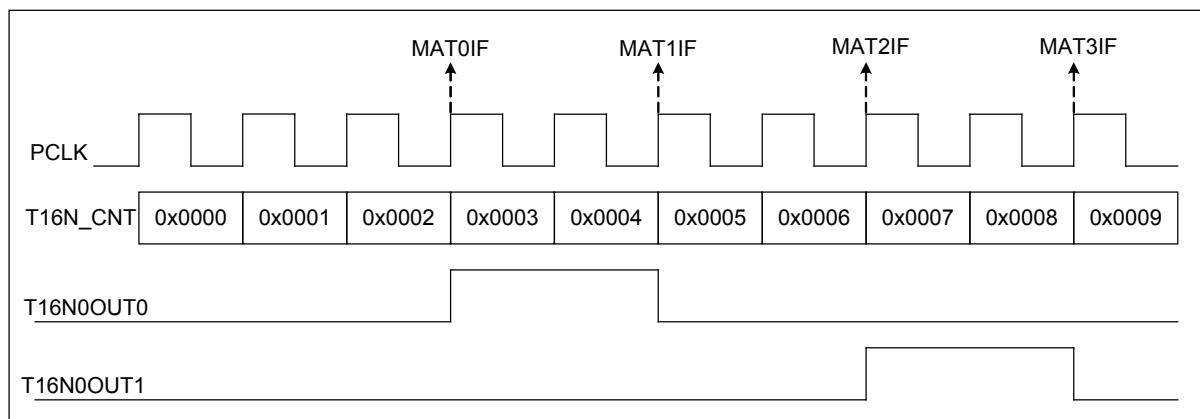 MAT0IF MAT1IF MAT2IF MAT3IF
PCLK
T16N_CNT 0x0000 0x0001 0x0002 0x0003 0x0004 0x0005 0x0006 0x0007 0x0008 0x0009
T16N0OUT0
T16N0OUT1